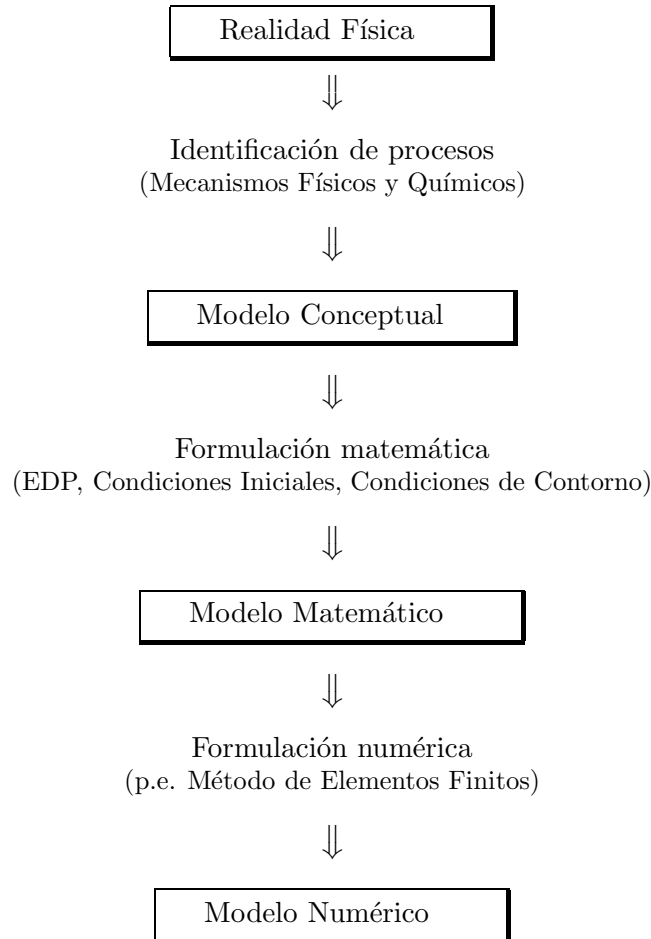 Realidad Física
⇓
Identificación de procesos
(Mecanismos Físicos y Químicos)
⇓
Modelo Conceptual
⇓
Formulación matemática
(EDP, Condiciones Iniciales, Condiciones de Contorno)
⇓
Modelo Matemático
⇓
Formulación numérica
(p.e. Método de Elementos Finitos)
⇓
Modelo Numérico